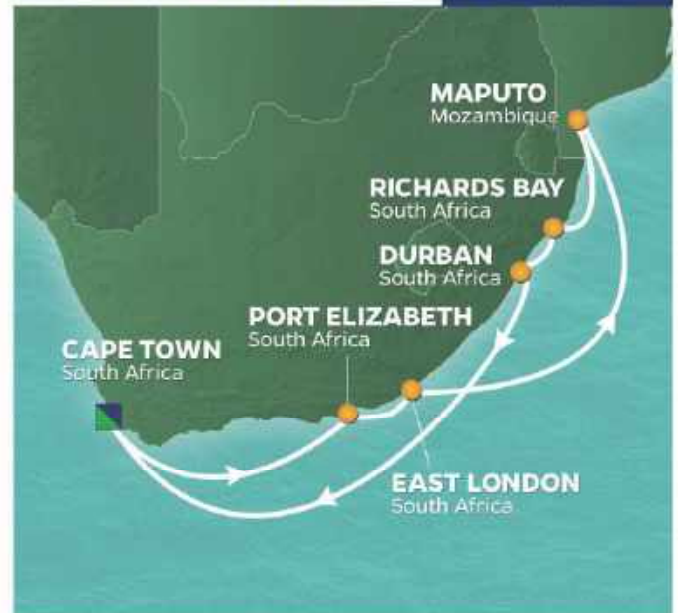 MAPUTO
Mozambique
RICHARDS BAY
South Africa
DURBAN
South Africa
PORT ELIZABETH
South Africa
CAPE TOWN
South Africa
EAST LONDON
South Africa